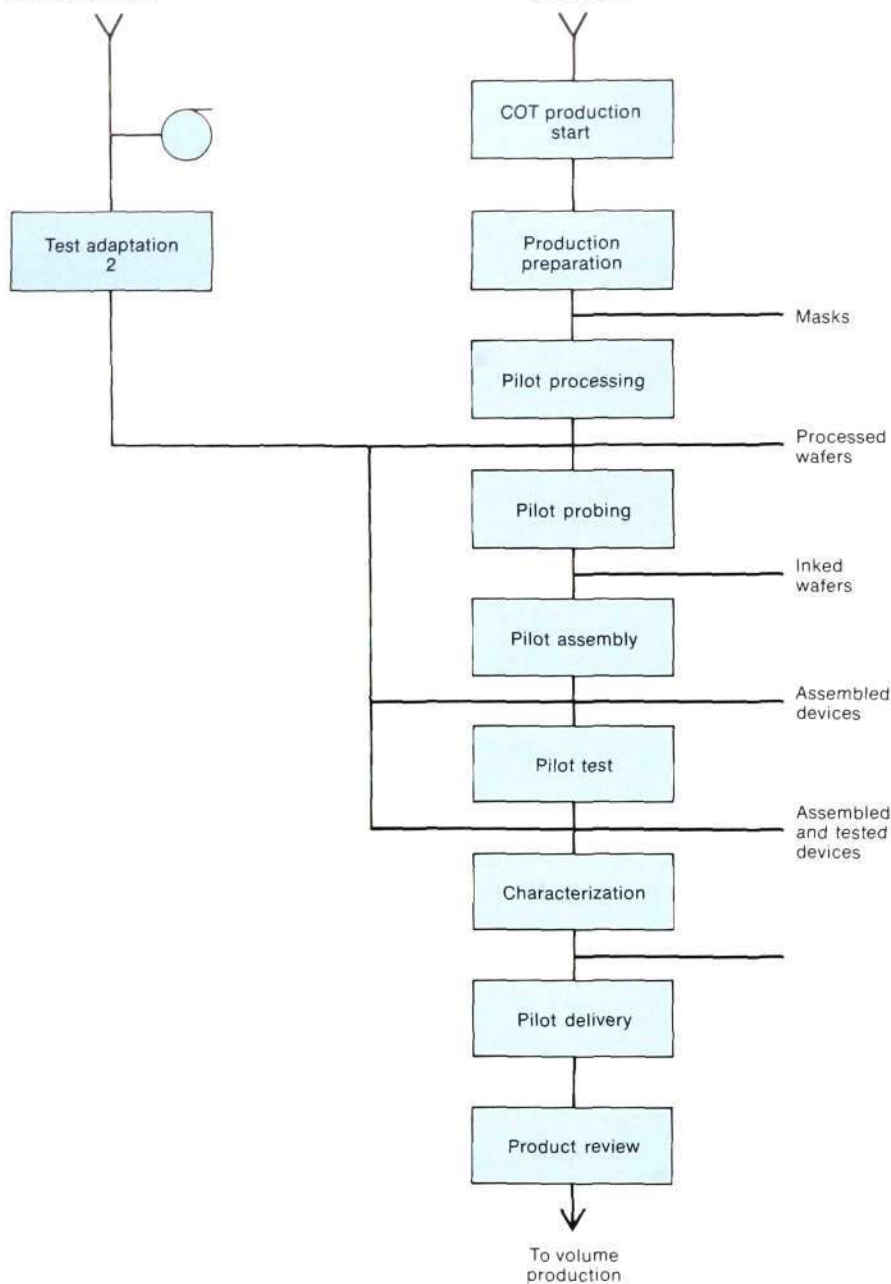 COT production
start
Test adaptation
2
Production
preparation
Masks
Pilot processing
Processed
wafers
Pilot probing
Inked
wafers
Pilot assembly
Assembled
devices
Pilot test
Assembled
and tested
devices
Characterization
Pilot delivery
Product review
To volume
production